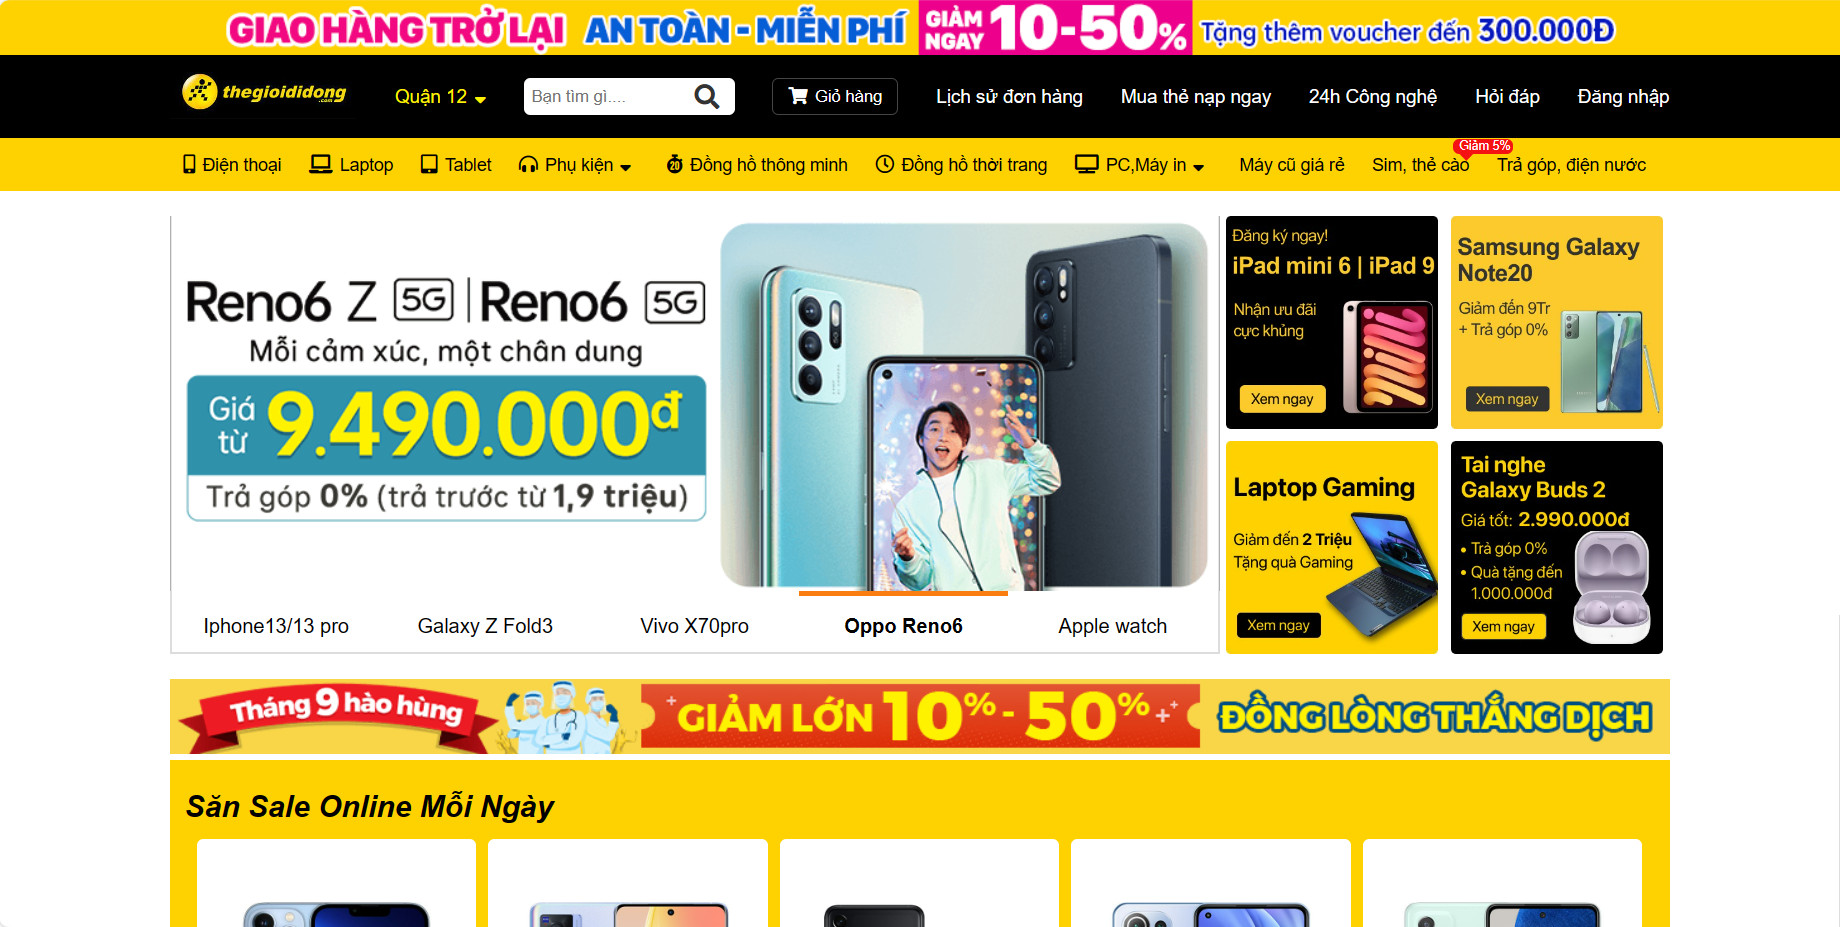 GIAO HÀNG TRỞ LẠI AN TOÀN - MIỄN PHÍ GIẢM NGAY 10-50% Tặng thêm voucher đến 300.000Đ
thegioididong.com Quận 12 Bạn tìm gì.... Giỏ hàng Lịch sử đơn hàng Mua thẻ nạp ngay 24h Công nghệ Hỏi đáp Đăng nhập
Giảm 5%
Điện thoại Laptop Tablet Phụ kiện Đồng hồ thông minh Đồng hồ thời trang PC,Máy in Máy cũ giá rẻ Sim, thẻ cào Trả góp, điện nước
Reno6 Z 5G | Reno6 5G
Mỗi cảm xúc, một chân dung
Giá từ 9.490.000đ
Trả góp 0% (trả trước từ 1,9 triệu)
Iphone13/13 pro Galaxy Z Fold3 Vivo X70pro Oppo Reno6 Apple watch
Đăng ký ngay!
iPad mini 6 | iPad 9
Nhận ưu đãi
cực khủng
Xem ngay
Samsung Galaxy
Note20
Giảm đến 9Tr
+ Trả góp 0%
Xem ngay
Laptop Gaming
Giảm đến 2 Triệu
Tặng quà Gaming
Xem ngay
Tai nghe
Galaxy Buds 2
Giá tốt: 2.990.000đ
• Trả góp 0%
• Quà tặng đến
1.000.000đ
Xem ngay
Tháng 9 hào hùng GIẢM LỚN 10% - 50% ĐỒNG LÒNG THẮNG DỊCH
Săn Sale Online Mỗi Ngày